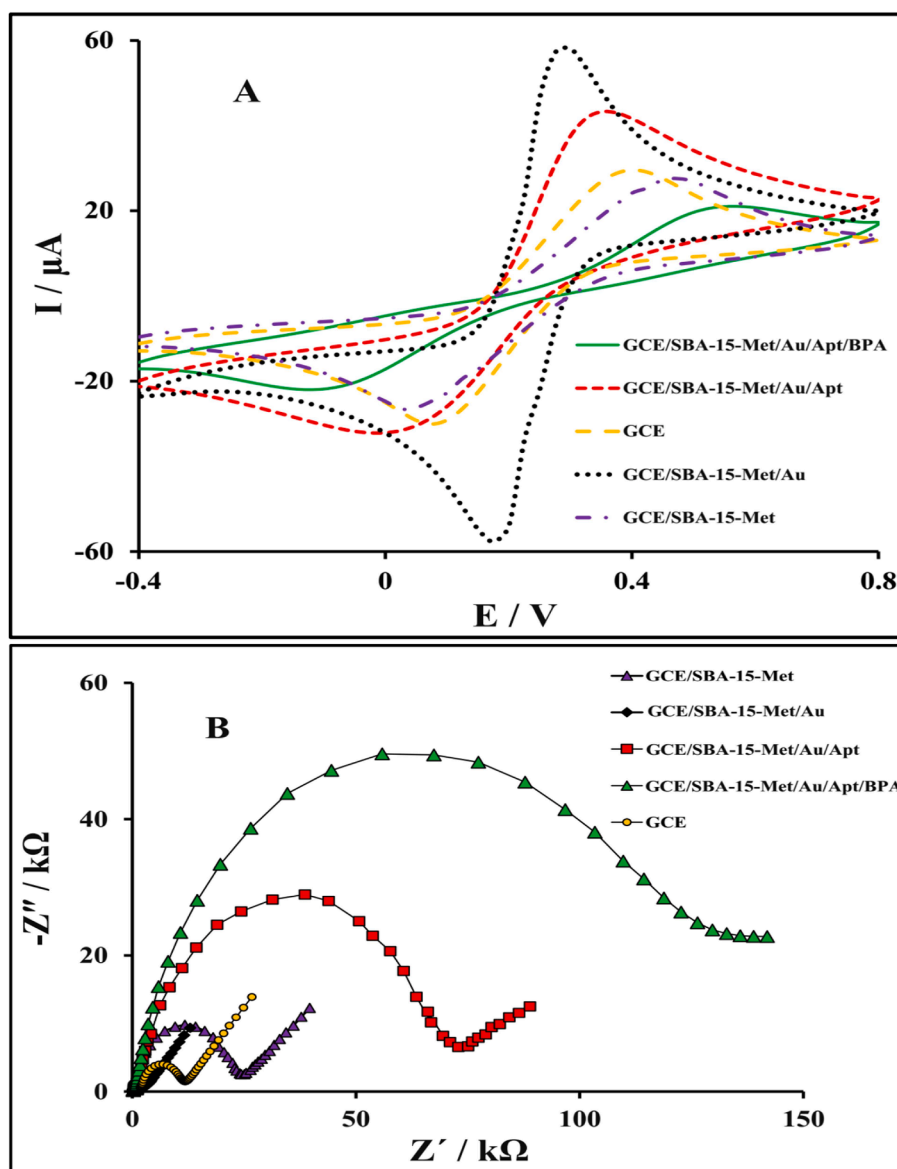 60
A
20
I / µA
GCE/SBA-15-Met/Au/Apt/BPA
-20
GCE/SBA-15-Met/Au/Apt
GCE
GCE/SBA-15-Met/Au
GCE/SBA-15-Met
-60
-0.4 0 0.4 0.8
E / V
60
GCE/SBA-15-Met
B
GCE/SBA-15-Met/Au
GCE/SBA-15-Met/Au/Apt
GCE/SBA-15-Met/Au/Apt/BPA
40
GCE
-Z″ / kΩ
20
0
0 50 100 150
Z´ / kΩ